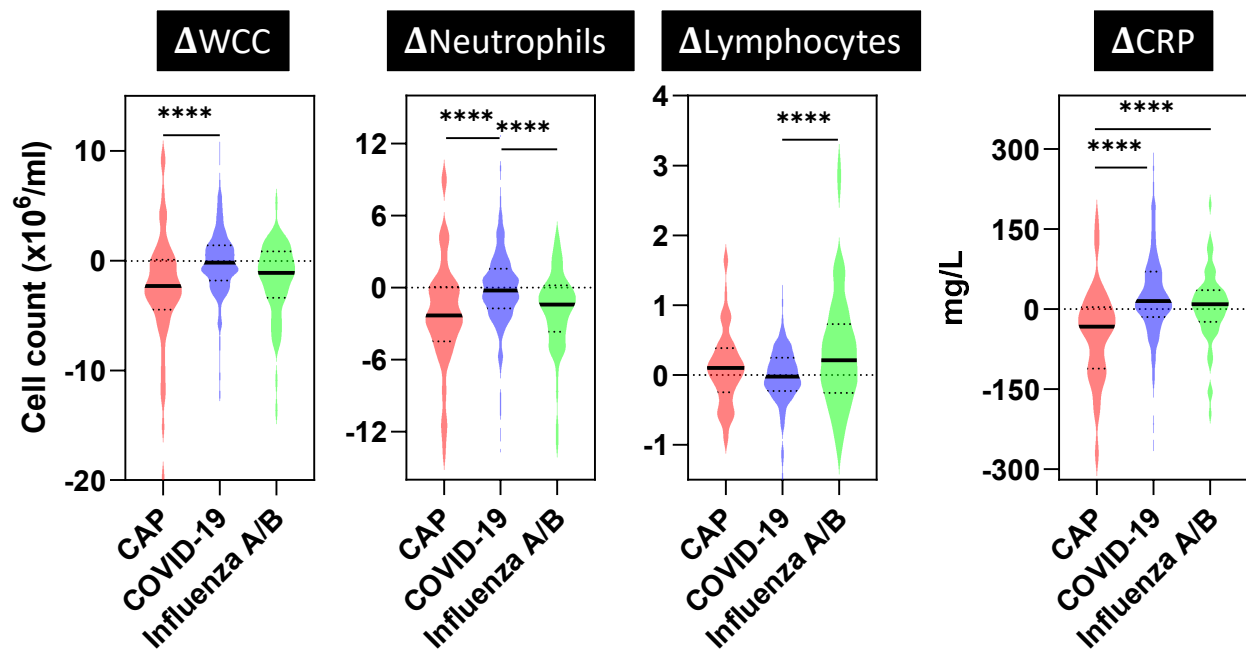 ΔWCC
ΔNeutrophils
ΔLymphocytes
ΔCRP
Cell count (x10⁶/ml)
10
0
-10
-20
****
CAP
COVID-19
Influenza A/B
12
6
0
-6
-12
****
****
CAP
COVID-19
Influenza A/B
4
3
2
1
0
-1
****
CAP
COVID-19
Influenza A/B
mg/L
300
150
0
-150
-300
****
****
CAP
COVID-19
Influenza A/B